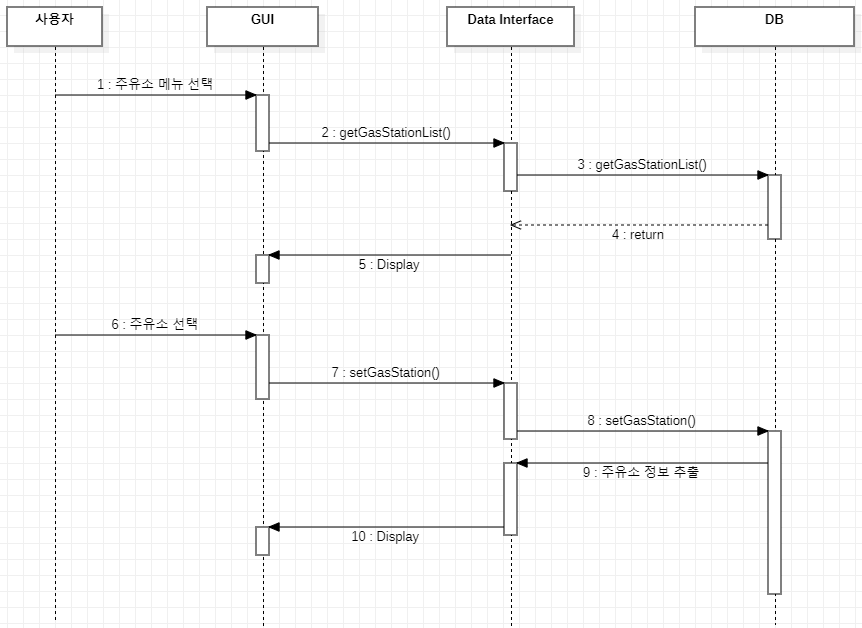 사용자
GUI
Data Interface
DB
1 : 주유소 메뉴 선택
2 : getGasStationList()
3 : getGasStationList()
4 : return
5 : Display
6 : 주유소 선택
7 : setGasStation()
8 : setGasStation()
9 : 주유소 정보 추출
10 : Display